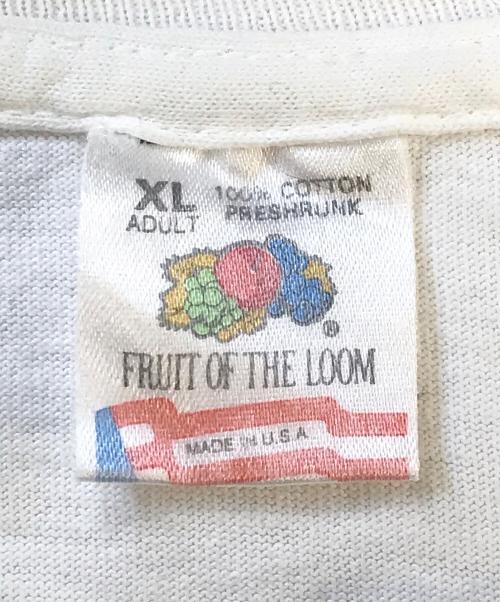 XL 100% COTTON
ADULT PRESHRUNK
®
FRUIT OF THE LOOM
MADE IN U.S.A.